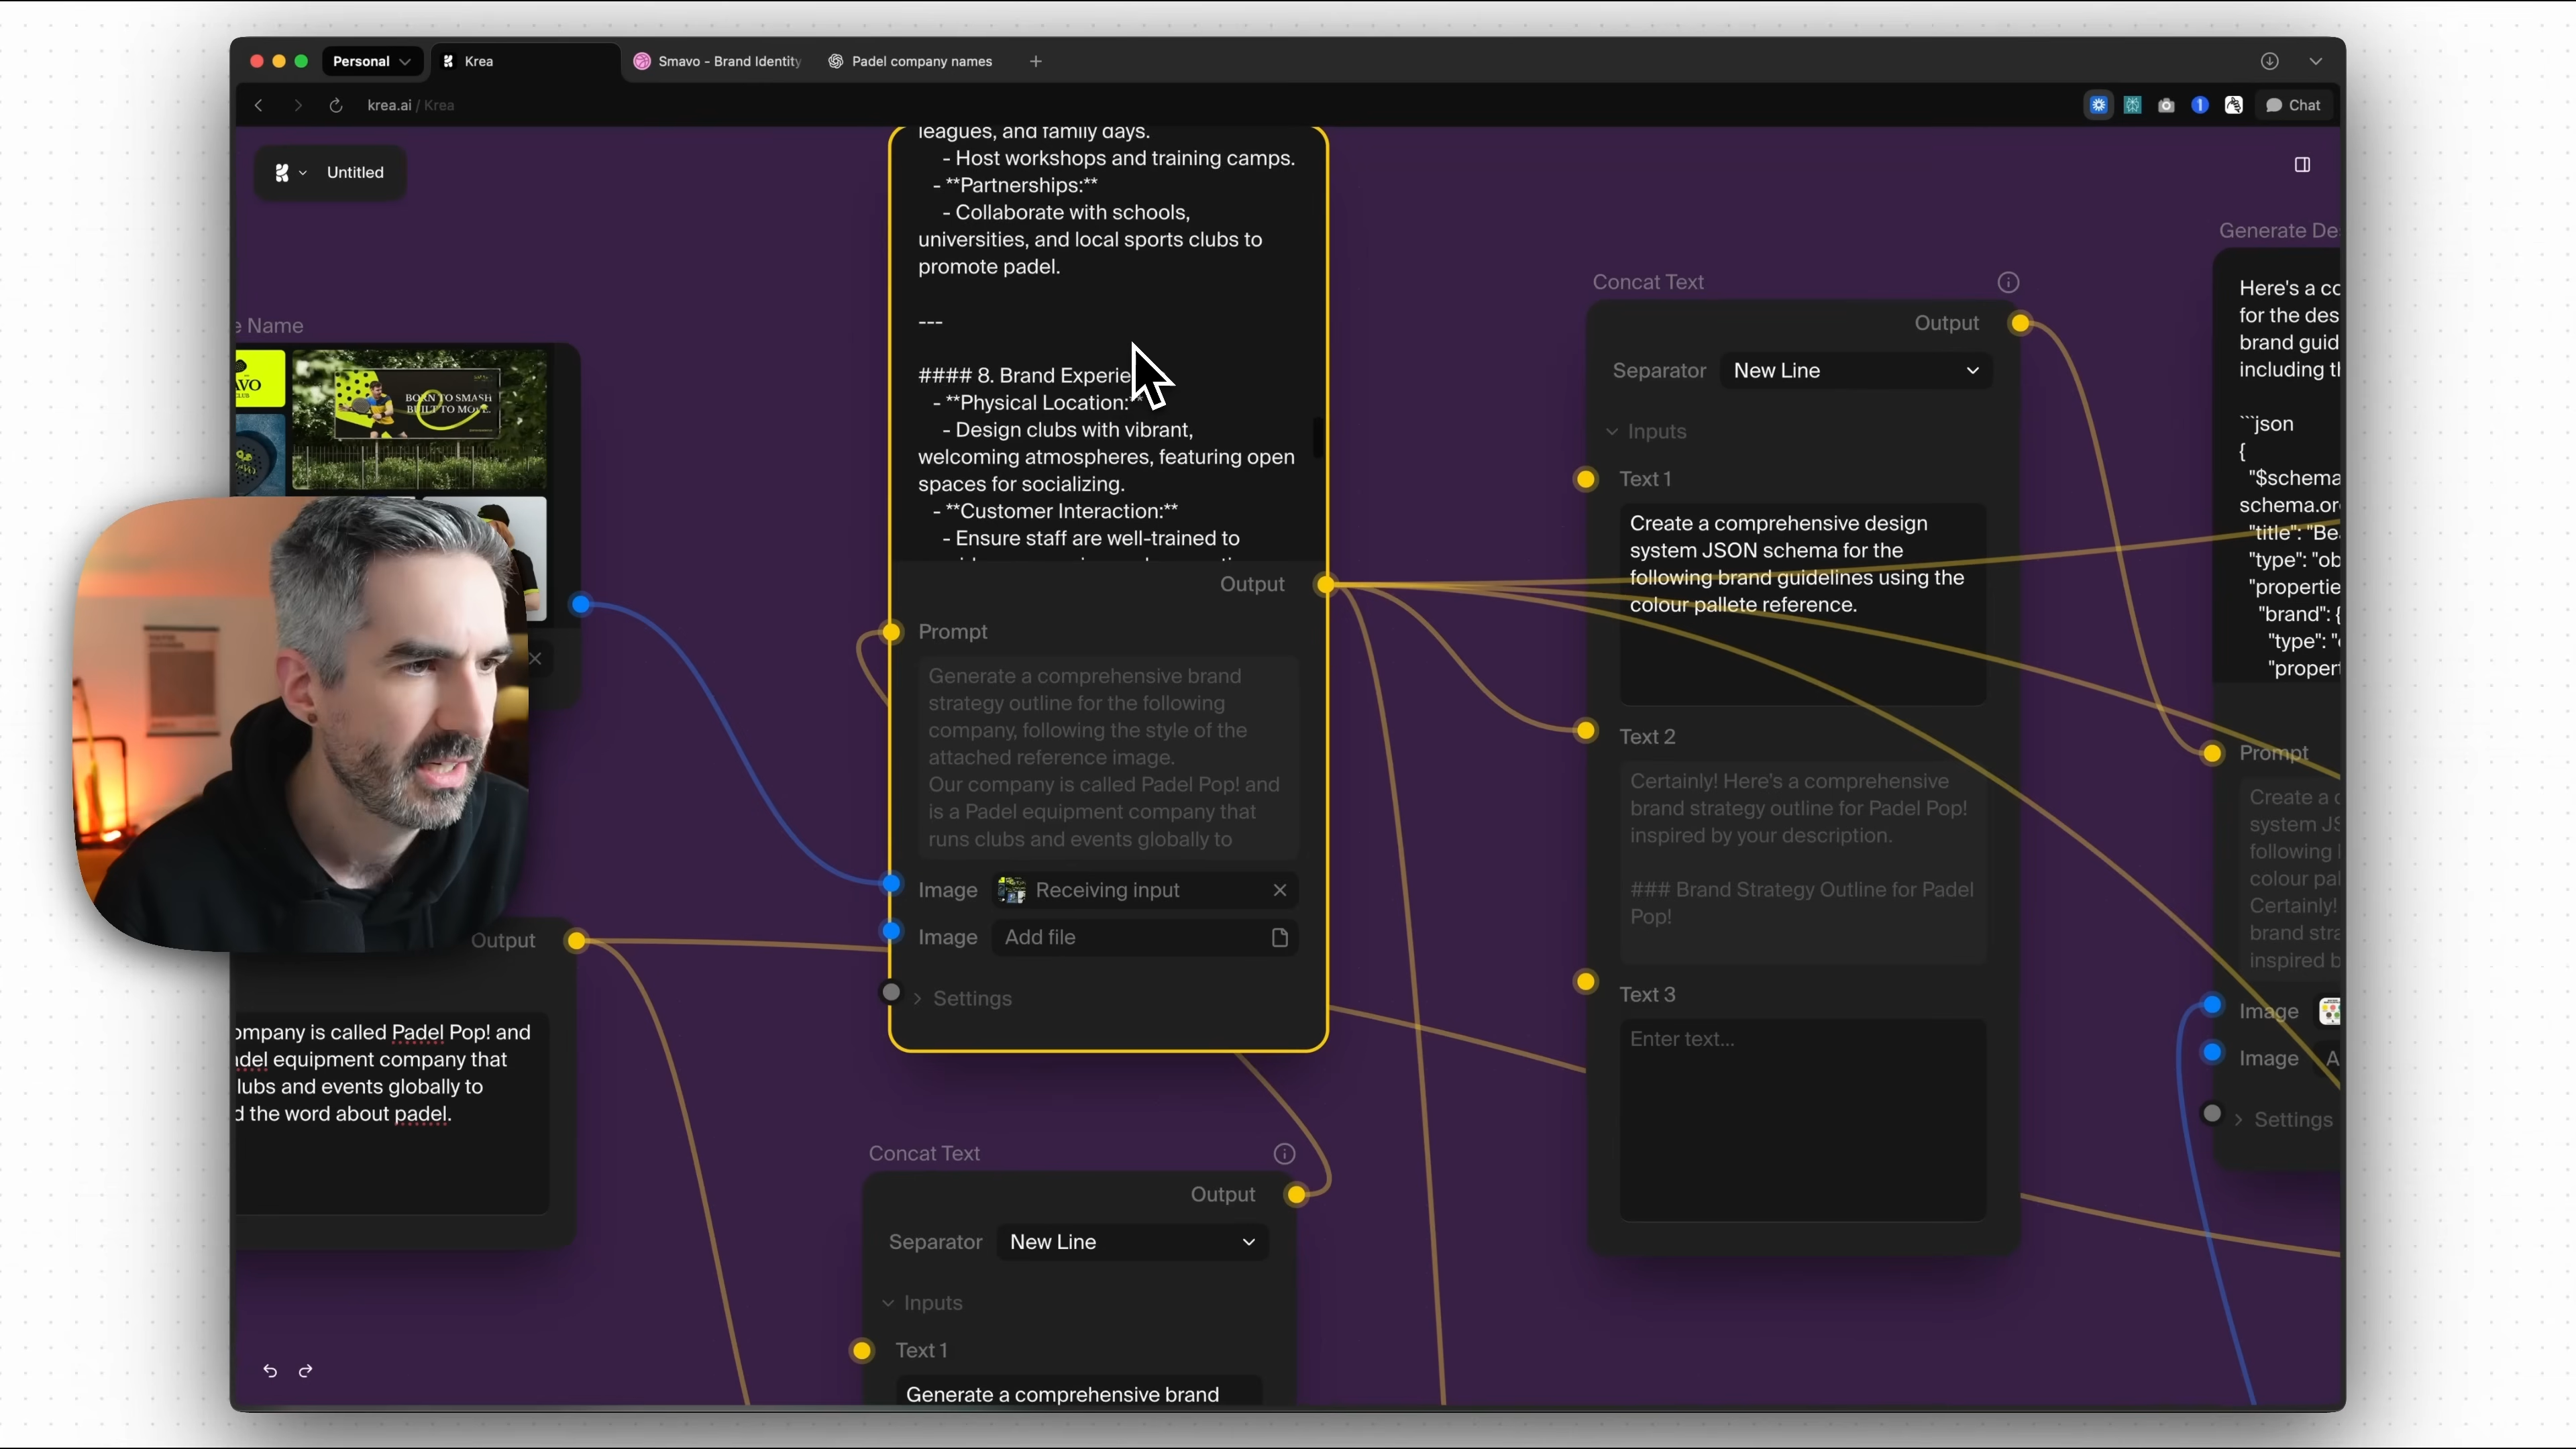 Personal
Krea
Smavo - Brand Identity
Padel company names
krea.ai / Krea
Chat
Untitled
e Name
AVO
CLUB
BORN TO SMASH
BUILT TO MOVE.
Output
ompany is called Padel Pop! and
del equipment company that
lubs and events globally to
d the word about padel.
leagues, and family days.
- Host workshops and training camps.
- **Partnerships:**
- Collaborate with schools,
universities, and local sports clubs to
promote padel.
---
#### 8. Brand Experie
- **Physical Location:**
- Design clubs with vibrant,
welcoming atmospheres, featuring open
spaces for socializing.
- **Customer Interaction:**
- Ensure staff are well-trained to
Output
Prompt
Generate a comprehensive brand
strategy outline for the following
company, following the style of the
attached reference image.
Our company is called Padel Pop! and
is a Padel equipment company that
runs clubs and events globally to
Image
Receiving input
Image
Add file
Settings
Concat Text
Output
Separator
New Line
Inputs
Text 1
Generate a comprehensive brand
Concat Text
Output
Separator
New Line
Inputs
Text 1
Create a comprehensive design
system JSON schema for the
following brand guidelines using the
colour pallete reference.
Text 2
Certainly! Here's a comprehensive
brand strategy outline for Padel Pop!
inspired by your description.
### Brand Strategy Outline for Padel
Pop!
Text 3
Enter text...
Generate De
Here's a co
for the des
brand guid
including th
```json
{
"$schema
schema.or
"title": "Be
"type": "ob
"propertie
"brand": {
"type": "
"propert
Prompt
Create a c
system JS
following
colour pal
Certainly!
brand stra
inspired b
Image
Image
A
Settings